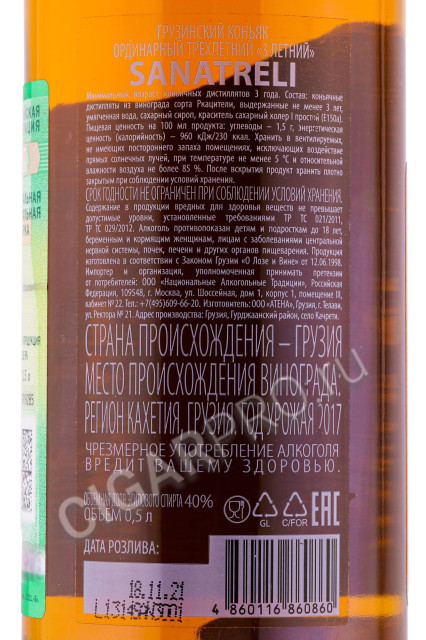 ГРУЗИНСКИЙ КОНЬЯК
ОРДИНАРНЫЙ ТРЕХЛЕТНИЙ «3 ЛЕТНИЙ»
SANATRELI
Минимальный возраст коньячных дистиллятов 3 года. Состав: коньячные
дистилляты из винограда сорта Ркацители, выдержанные не менее 3 лет,
умягченная вода, сахарный сироп, краситель сахарный колер I простой (E150a).
Пищевая ценность на 100 мл продукта: углеводы – 1,5 г, энергетическая
ценность (калорийность) – 960 кДж/230 ккал. Хранить в вентилируемых,
не имеющих постороннего запаха помещениях, исключающих воздействие
прямых солнечных лучей, при температуре не менее 5 °С и относительной
влажности воздуха не более 85 %. После вскрытия продукт хранить плотно
закрытым при соблюдении условий хранения.
СРОК ГОДНОСТИ НЕ ОГРАНИЧЕН ПРИ СОБЛЮДЕНИИ УСЛОВИЙ ХРАНЕНИЯ.
Содержание в продукции вредных для здоровья веществ не превышает
допустимые уровни, установленные требованиями ТР ТС 021/2011,
ТР ТС 029/2012. Алкоголь противопоказан детям и подросткам до 18 лет,
беременным и кормящим женщинам, лицам с заболеваниями центральной
нервной системы, почек, печени и других органов пищеварения. Продукция
изготовлена в соответствии с Законом Грузии «О Лозе и Вине» от 12.06.1998.
Импортер и организация, уполномоченная принимать претензии
от потребителей: ООО «Национальные Алкогольные Традиции», Российская
Федерация, 109548, г. Москва, ул. Шоссейная, дом 1, корпус 1, помещение III,
кабинет № 22. Тел.: +7(495)609-66-20. Изготовитель: ООО «АТЕНА», Грузия, г. Телави,
ул. Ректора № 21. Адрес производства: Грузия, Гурджаанский район, село Качрети.
СТРАНА ПРОИСХОЖДЕНИЯ – ГРУЗИЯ
МЕСТО ПРОИСХОЖДЕНИЯ ВИНОГРАДА:
РЕГИОН КАХЕТИЯ, ГРУЗИЯ, ГОД УРОЖАЯ 2017
ЧРЕЗМЕРНОЕ УПОТРЕБЛЕНИЕ АЛКОГОЛЯ
ВРЕДИТ ВАШЕМУ ЗДОРОВЬЮ.
ОБЪЕМНАЯ ДОЛЯ ЭТИЛОВОГО СПИРТА 40%
ОБЪЕМ 0,5 л
GL
C/FOR
EAC
ДАТА РОЗЛИВА:
18.11.21
4 860116 860860
CIGARPRO.RU